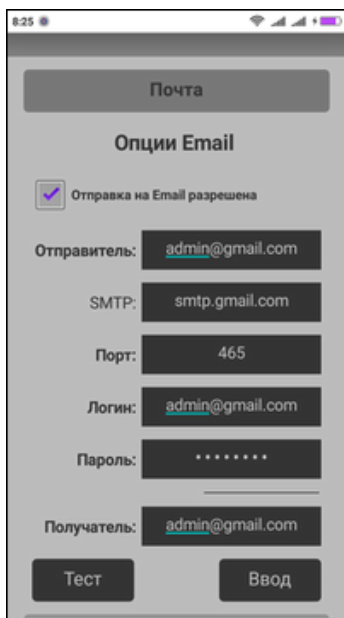 8:25
Почта
Опции Email
Отправка на Email разрешена
Отправитель: admin@gmail.com
SMTP: smtp.gmail.com
Порт: 465
Логин: admin@gmail.com
Пароль: ••••••••
Получатель: admin@gmail.com
Тест Ввод